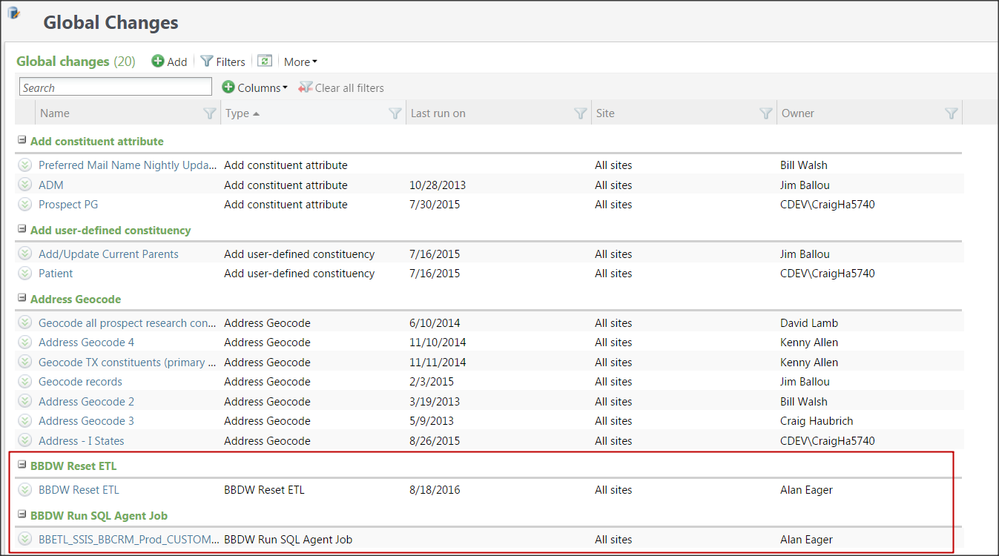 Global Changes
Global changes (20) Add Filters More
Search Columns Clear all filters
Name Type Last run on Site Owner
Add constituent attribute
Preferred Mail Name Nightly Upda... Add constituent attribute All sites Bill Walsh
ADM Add constituent attribute 10/28/2013 All sites Jim Ballou
Prospect PG Add constituent attribute 7/30/2015 All sites CDEV\CraigHa5740
Add user-defined constituency
Add/Update Current Parents Add user-defined constituency 7/16/2015 All sites Jim Ballou
Patient Add user-defined constituency 7/16/2015 All sites CDEV\CraigHa5740
Address Geocode
Geocode all prospect research con... Address Geocode 6/10/2014 All sites David Lamb
Address Geocode 4 Address Geocode 11/10/2014 All sites Kenny Allen
Geocode TX constituents (primary ... Address Geocode 11/11/2014 All sites Kenny Allen
Geocode records Address Geocode 2/3/2015 All sites Jim Ballou
Address Geocode 2 Address Geocode 3/19/2013 All sites Bill Walsh
Address Geocode 3 Address Geocode 5/9/2013 All sites Craig Haubrich
Address - I States Address Geocode 8/26/2015 All sites CDEV\CraigHa5740
BBDW Reset ETL
BBDW Reset ETL BBDW Reset ETL 8/18/2016 All sites Alan Eager
BBDW Run SQL Agent Job
BBETL_SSIS_BBCRM_Prod_CUSTOM... BBDW Run SQL Agent Job All sites Alan Eager